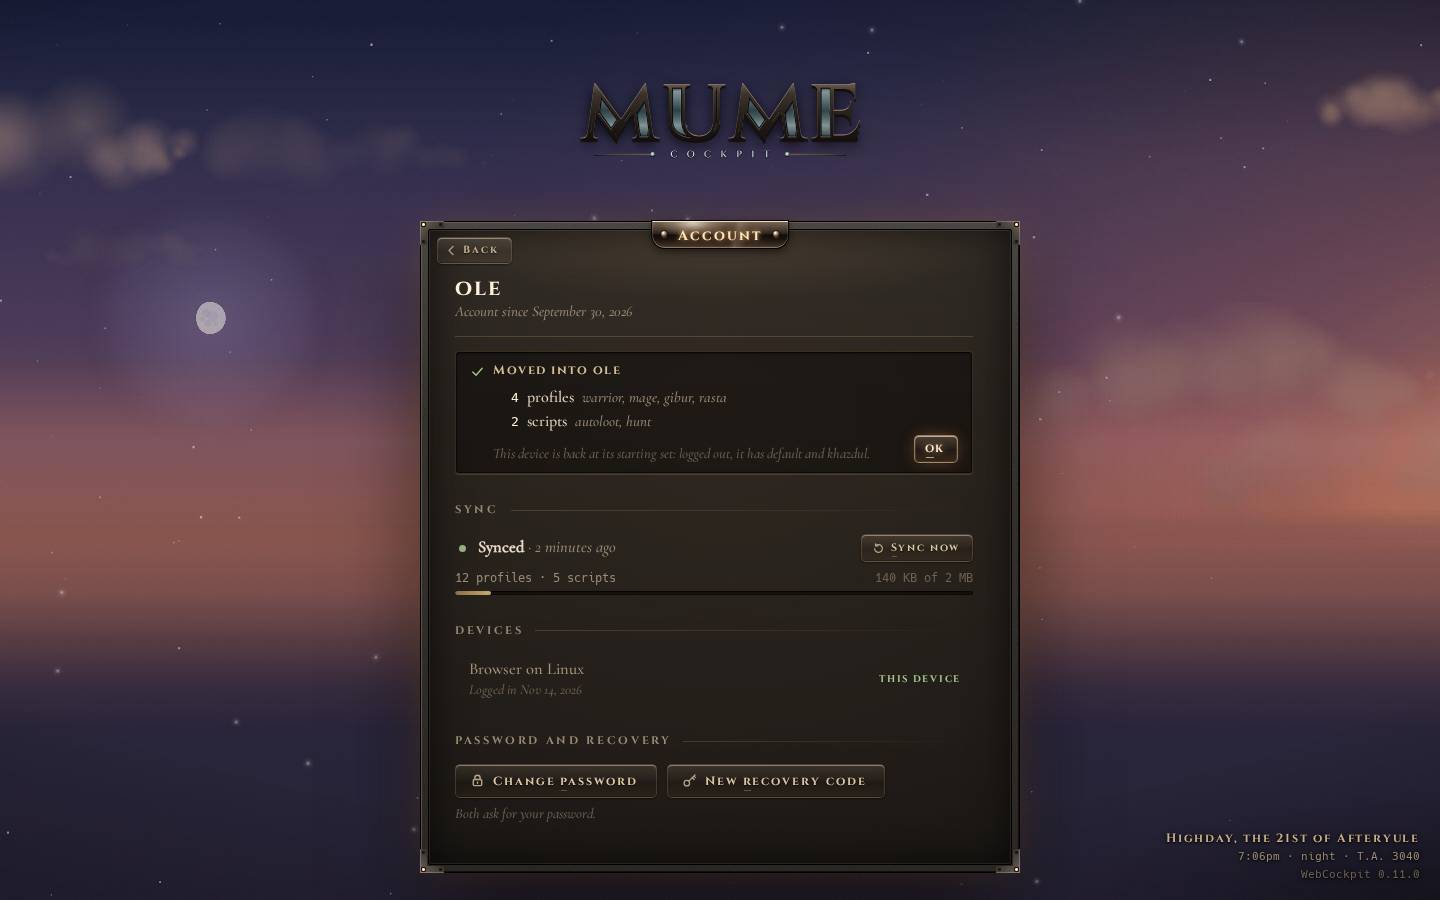 MUME
COCKPIT
ACCOUNT
BACK
OLE
Account since September 30, 2026
MOVED INTO OLE
4 profiles warrior, mage, gibur, rasta
2 scripts autoloot, hunt
This device is back at its starting set: logged out, it has default and khazdul.
OK
SYNC
Synced · 2 minutes ago
SYNC NOW
12 profiles · 5 scripts
140 KB of 2 MB
DEVICES
Browser on Linux
Logged in Nov 14, 2026
THIS DEVICE
PASSWORD AND RECOVERY
CHANGE PASSWORD
NEW RECOVERY CODE
Both ask for your password.
HIGHDAY, THE 21ST OF AFTERYULE
7:06pm · night · T.A. 3040
WebCockpit 0.11.0